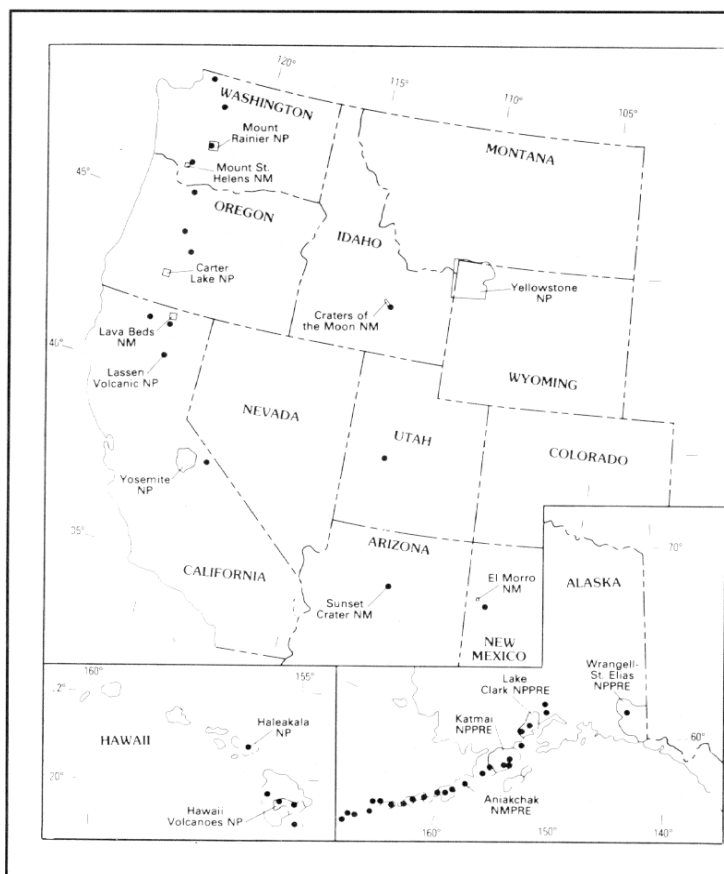 120°
115°
110°
105°
WASHINGTON
Mount
Rainier NP
MONTANA
45°
Mount St.
Helens NM
OREGON
IDAHO
Carter
Lake NP
Yellowstone
NP
Craters of
the Moon NM
Lava Beds
NM
40°
Lassen
Volcanic NP
WYOMING
NEVADA
UTAH
COLORADO
Yosemite
NP
35°
ARIZONA
CALIFORNIA
Sunset
Crater NM
El Morro
NM
NEW
MEXICO
70°
ALASKA
Wrangell-
St. Elias
NPPRE
Lake
Clark NPPRE
Katmai
NPPRE
60°
Aniakchak
NMPRE
160°
150°
140°
160°
155°
HAWAII
Haleakala
NP
20°
Hawaii
Volcanoes NP